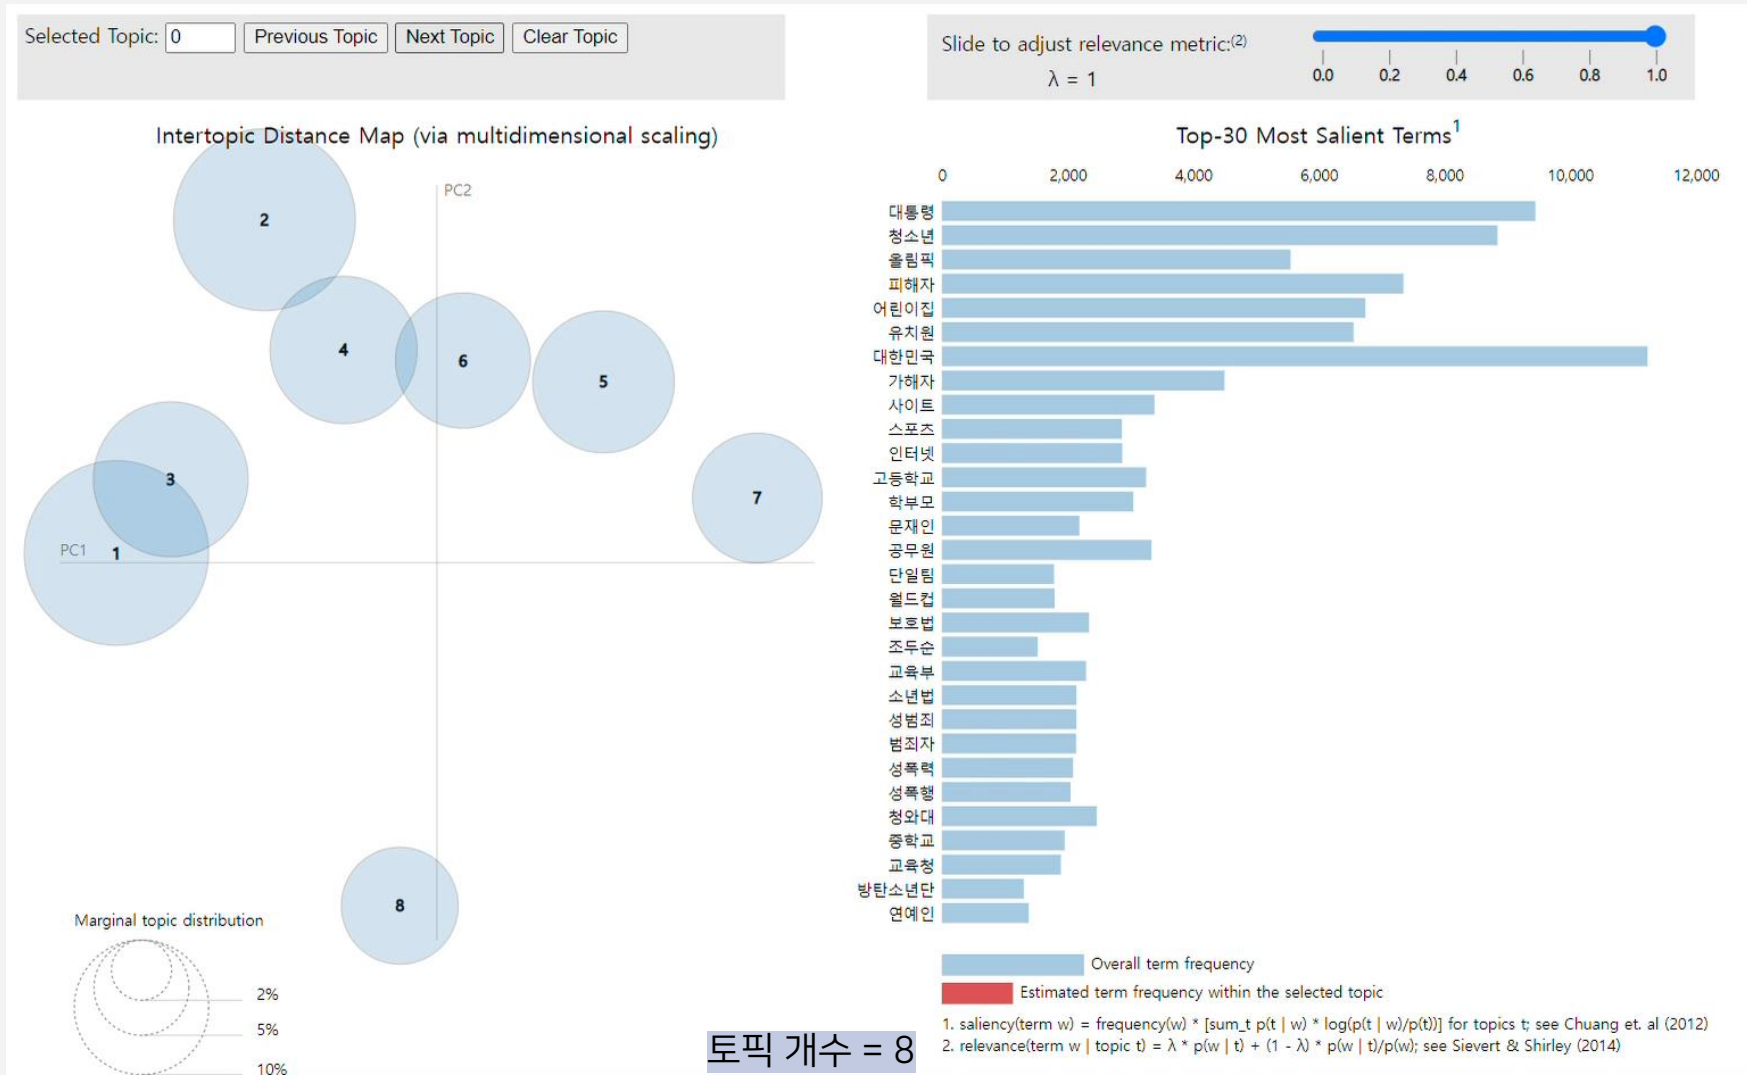 Selected Topic: 0 Previous Topic Next Topic Clear Topic
Slide to adjust relevance metric:(2)
λ = 1
0.0 0.2 0.4 0.6 0.8 1.0
Intertopic Distance Map (via multidimensional scaling)
PC2
PC1
2
4
6
5
3
7
1
8
Marginal topic distribution
2%
5%
10%
토픽 개수 = 8
Top-30 Most Salient Terms1
0 2,000 4,000 6,000 8,000 10,000 12,000
대통령
청소년
올림픽
피해자
어린이집
유치원
대한민국
가해자
사이트
스포츠
인터넷
고등학교
학부모
문재인
공무원
단일팀
월드컵
보호법
조두순
교육부
소년법
성범죄
범죄자
성폭력
성폭행
청와대
중학교
교육청
방탄소년단
연예인
Overall term frequency
Estimated term frequency within the selected topic
1. saliency(term w) = frequency(w) * [sum_t p(t | w) * log(p(t | w)/p(t))] for topics t; see Chuang et. al (2012)
2. relevance(term w | topic t) = λ * p(w | t) + (1 - λ) * p(w | t)/p(w); see Sievert & Shirley (2014)